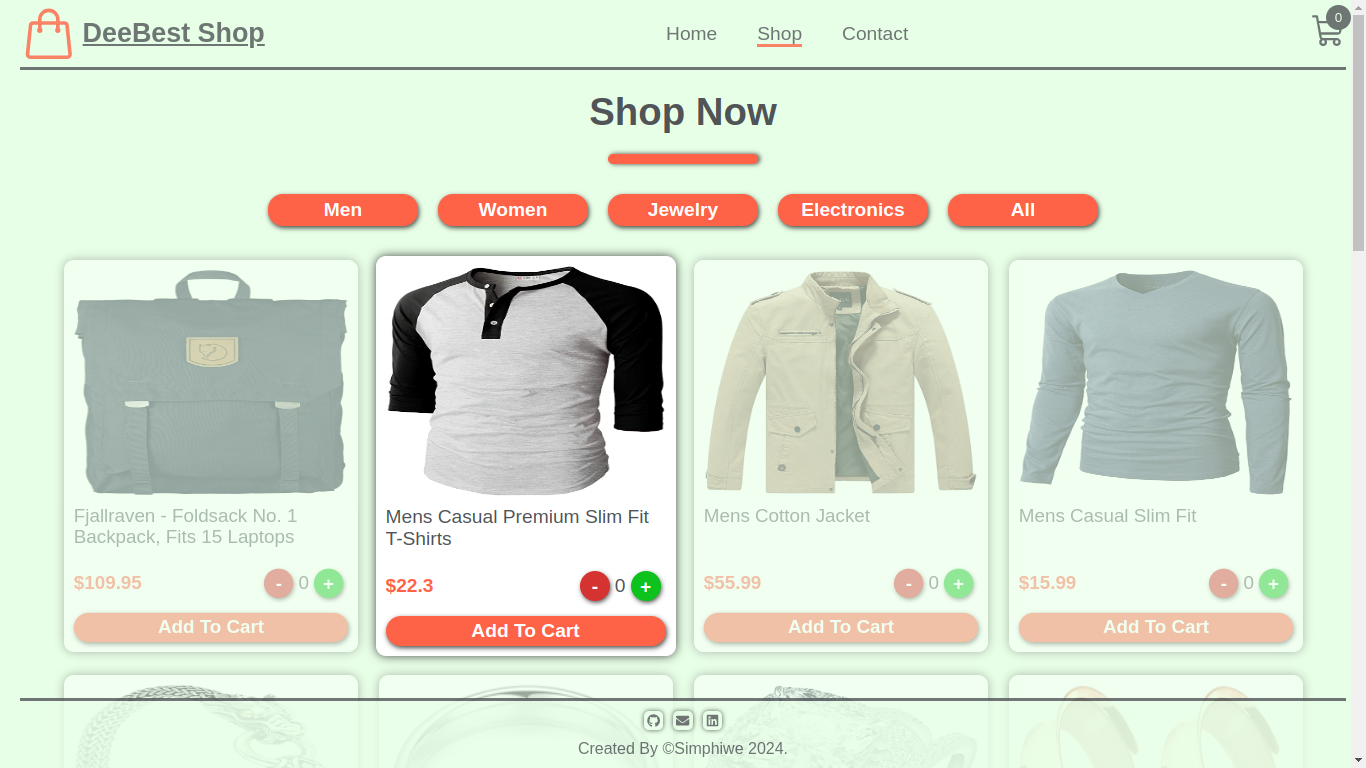 DeeBest Shop
Home Shop Contact
0
Shop Now
Men Women Jewelry Electronics All
Fjallraven - Foldsack No. 1
Backpack, Fits 15 Laptops
$109.95 - 0 +
Add To Cart
Mens Casual Premium Slim Fit
T-Shirts
$22.3 - 0 +
Add To Cart
Mens Cotton Jacket
$55.99 - 0 +
Add To Cart
Mens Casual Slim Fit
$15.99 - 0 +
Add To Cart
Created By ©Simphiwe 2024.